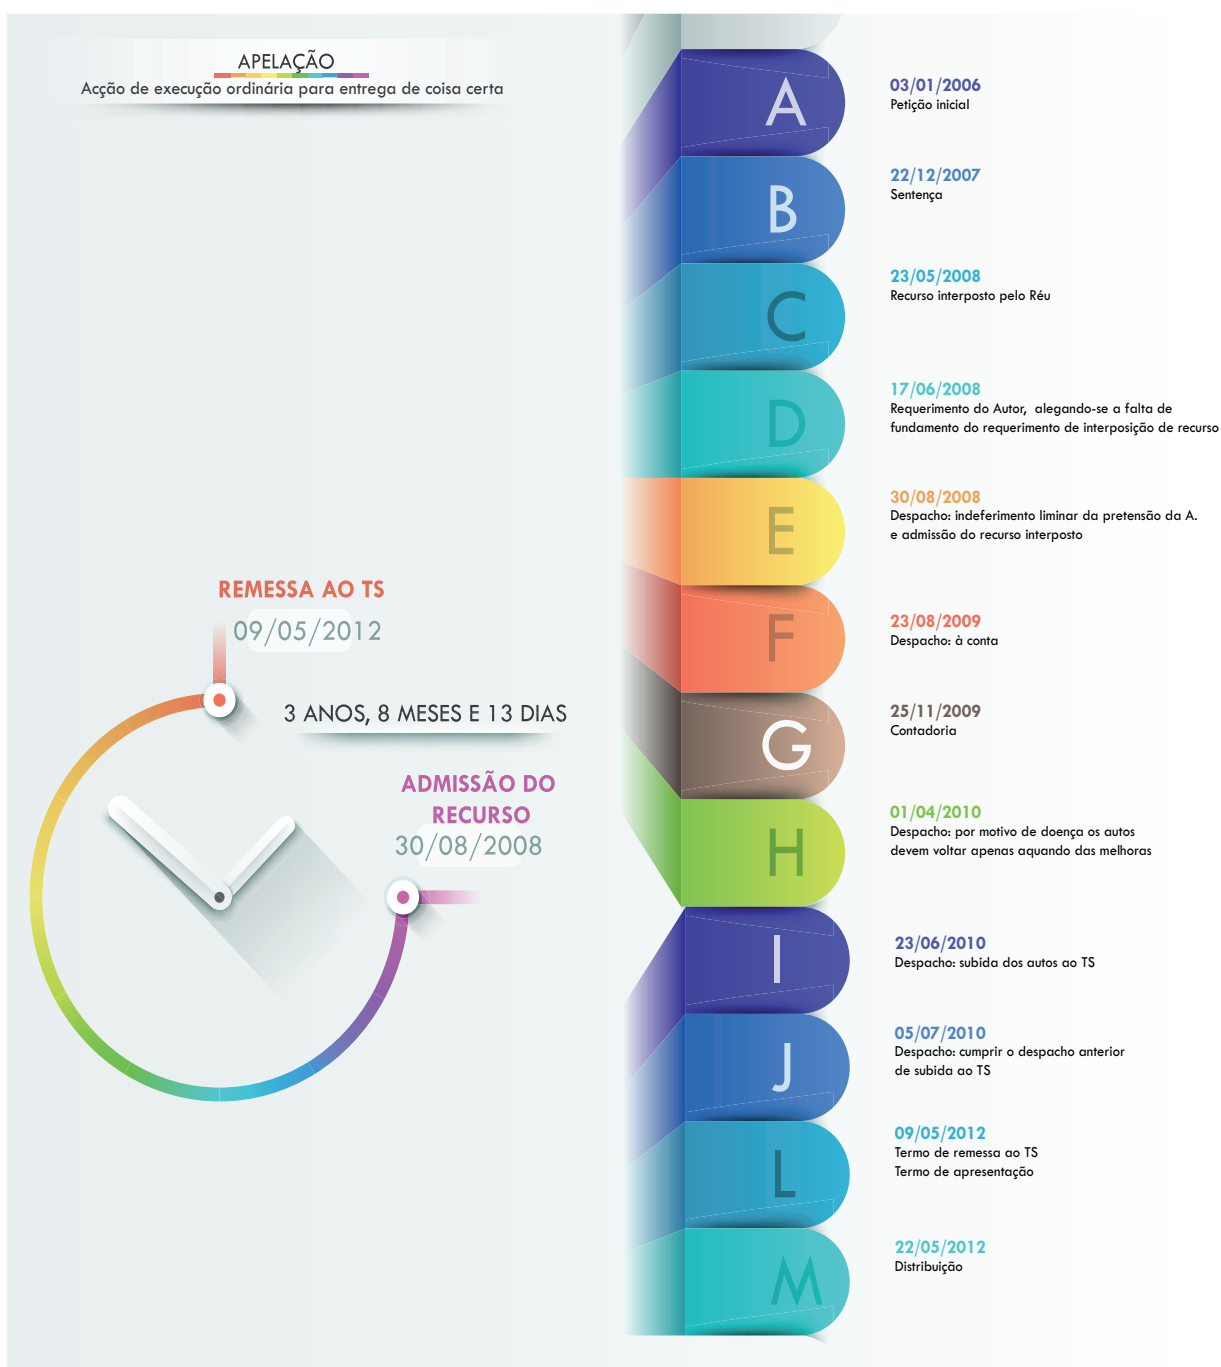 APELAÇÃO
Acção de execução ordinária para entrega de coisa certa
REMESSA AO TS
09/05/2012
3 ANOS, 8 MESES E 13 DIAS
ADMISSÃO DO
RECURSO
30/08/2008
A
03/01/2006
Petição inicial
B
22/12/2007
Sentença
C
23/05/2008
Recurso interposto pelo Réu
D
17/06/2008
Requerimento do Autor, alegando-se a falta de
fundamento do requerimento de interposição de recurso
E
30/08/2008
Despacho: indeferimento liminar da pretensão da A.
e admissão do recurso interposto
F
23/08/2009
Despacho: à conta
G
25/11/2009
Contadoria
H
01/04/2010
Despacho: por motivo de doença os autos
devem voltar apenas aquando das melhoras
I
23/06/2010
Despacho: subida dos autos ao TS
J
05/07/2010
Despacho: cumprir o despacho anterior
de subida ao TS
L
09/05/2012
Termo de remessa ao TS
Termo de apresentação
M
22/05/2012
Distribuição